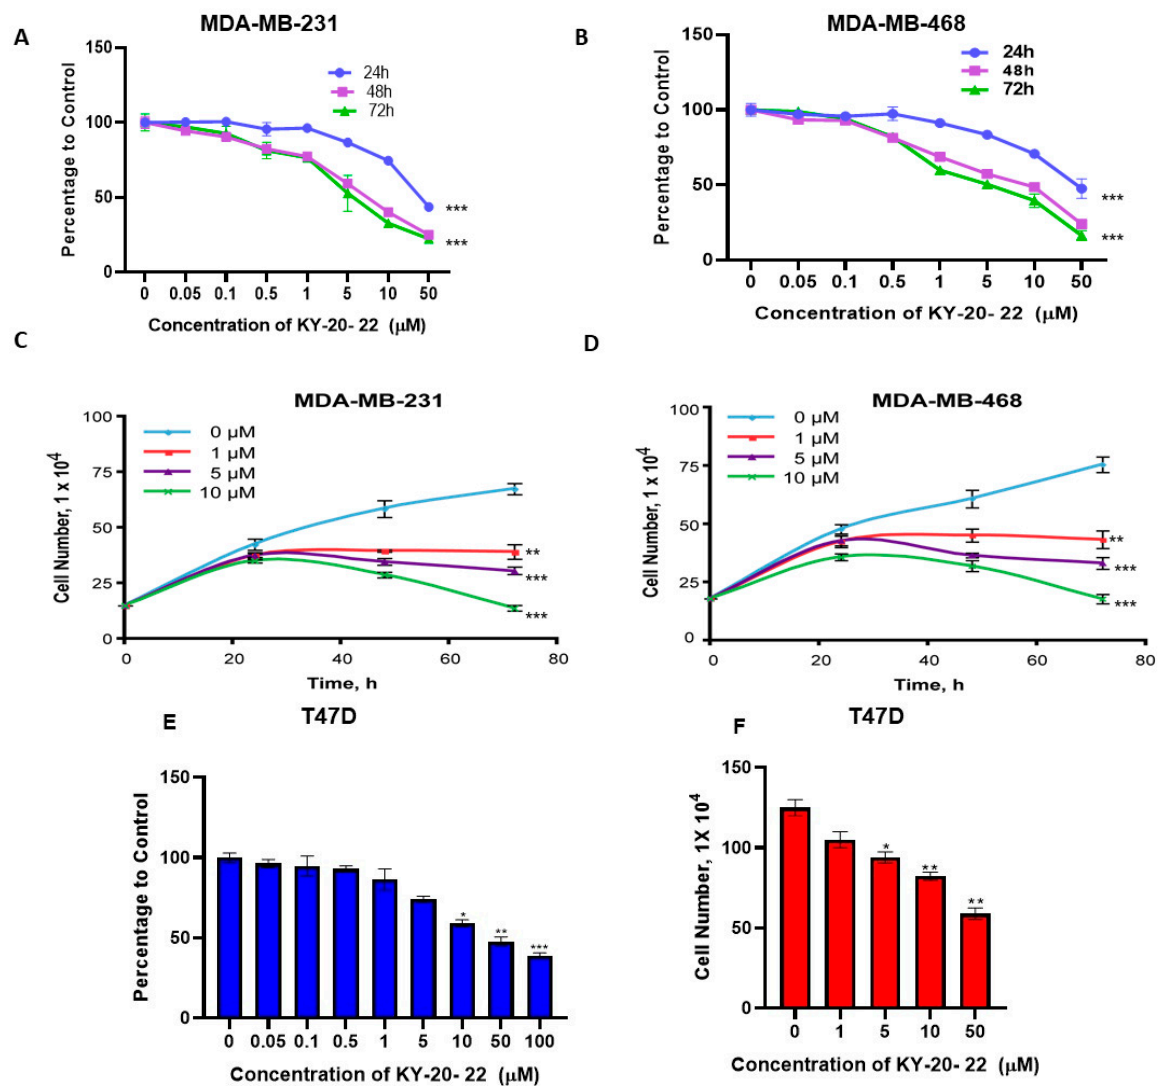 A
MDA-MB-231
150
100
50
0
Percentage to Control
24h
48h
72h
***
***
0 0.05 0.1 0.5 1 5 10 50
Concentration of KY-20- 22 (µM)
B
MDA-MB-468
150
100
50
0
Percentage to Control
24h
48h
72h
***
***
0 0.05 0.1 0.5 1 5 10 50
Concentration of KY-20- 22 (µM)
C
MDA-MB-231
100
75
50
25
0
Cell Number, 1 x 10⁴
0 µM
1 µM
5 µM
10 µM
**
***
***
0 20 40 60 80
Time, h
D
MDA-MB-468
100
75
50
25
0
Cell Number, 1 x 10⁴
0 µM
1 µM
5 µM
10 µM
**
***
***
0 20 40 60 80
Time, h
E
T47D
150
100
50
0
Percentage to Control
*
**
***
0 0.05 0.1 0.5 1 5 10 50 100
Concentration of KY-20- 22 (µM)
F
T47D
150
100
50
0
Cell Number, 1X 10⁴
*
**
**
0 1 5 10 50
Concentration of KY-20- 22 (µM)